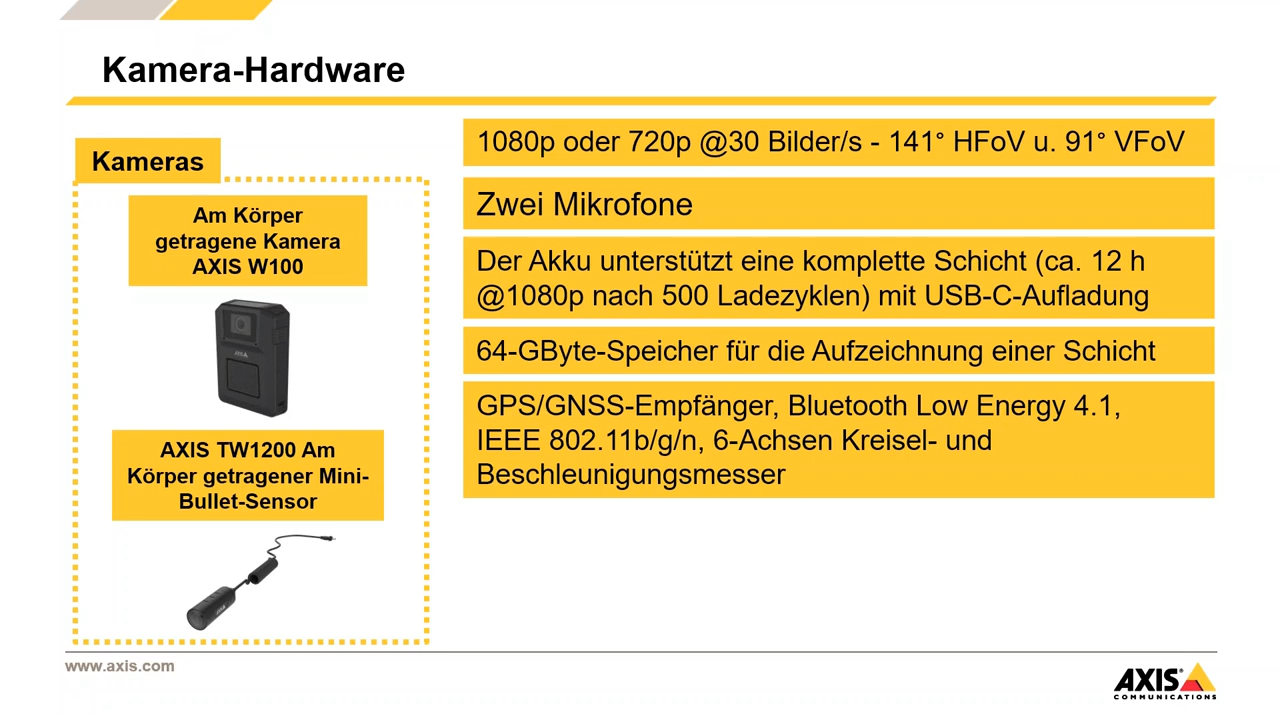 Kamera-Hardware
Kameras
Am Körper
getragene Kamera
AXIS W100
AXIS TW1200 Am
Körper getragener Mini-
Bullet-Sensor
1080p oder 720p @30 Bilder/s - 141° HFoV u. 91° VFoV
Zwei Mikrofone
Der Akku unterstützt eine komplette Schicht (ca. 12 h
@1080p nach 500 Ladezyklen) mit USB-C-Aufladung
64-GByte-Speicher für die Aufzeichnung einer Schicht
GPS/GNSS-Empfänger, Bluetooth Low Energy 4.1,
IEEE 802.11b/g/n, 6-Achsen Kreisel- und
Beschleunigungsmesser
www.axis.com
AXIS
COMMUNICATIONS